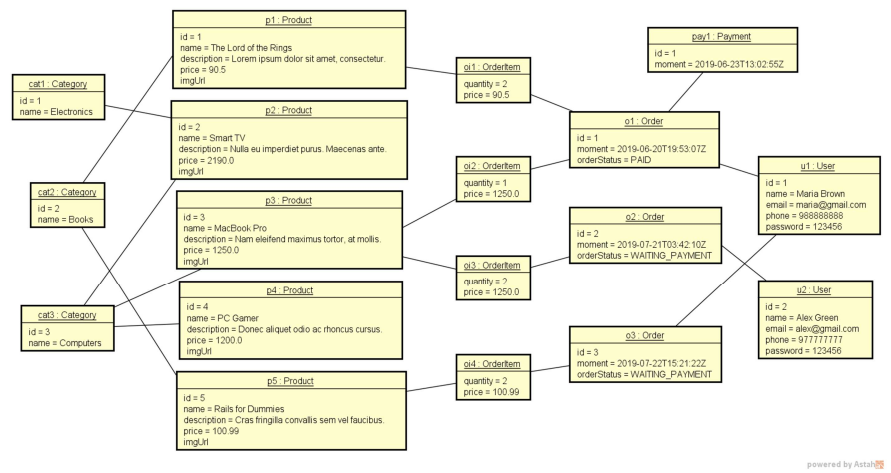 p1 : Product
id = 1
name = The Lord of the Rings
description = Lorem ipsum dolor sit amet, consectetur.
price = 90.5
imgUrl
pay1 : Payment
id = 1
moment = 2019-06-23T13:02:55Z
oi1 : OrderItem
quantity = 2
price = 90.5
cat1 : Category
id = 1
name = Electronics
p2 : Product
id = 2
name = Smart TV
description = Nulla eu imperdiet purus. Maecenas ante.
price = 2190.0
imgUrl
o1 : Order
id = 1
moment = 2019-06-20T19:53:07Z
orderStatus = PAID
oi2 : OrderItem
quantity = 1
price = 1250.0
u1 : User
id = 1
name = Maria Brown
email = maria@gmail.com
phone = 988888888
password = 123456
cat2 : Category
id = 2
name = Books
p3 : Product
id = 3
name = MacBook Pro
description = Nam eleifend maximus tortor, at mollis.
price = 1250.0
imgUrl
o2 : Order
id = 2
moment = 2019-07-21T03:42:10Z
orderStatus = WAITING_PAYMENT
oi3 : OrderItem
quantity = 2
price = 1250.0
p4 : Product
id = 4
name = PC Gamer
description = Donec aliquet odio ac rhoncus cursus.
price = 1200.0
imgUrl
u2 : User
id = 2
name = Alex Green
email = alex@gmail.com
phone = 977777777
password = 123456
cat3 : Category
id = 3
name = Computers
o3 : Order
id = 3
moment = 2019-07-22T15:21:22Z
orderStatus = WAITING_PAYMENT
oi4 : OrderItem
quantity = 2
price = 100.99
p5 : Product
id = 5
name = Rails for Dummies
description = Cras fringilla convallis sem vel faucibus.
price = 100.99
imgUrl
powered by Astah